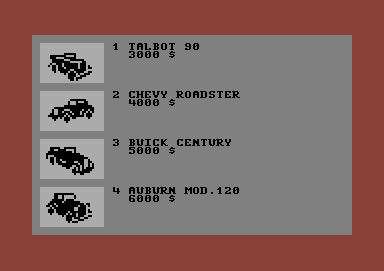 1 TALBOT 90
3000 $
2 CHEVY ROADSTER
4000 $
3 BUICK CENTURY
5000 $
4 AUBURN MOD.120
6000 $